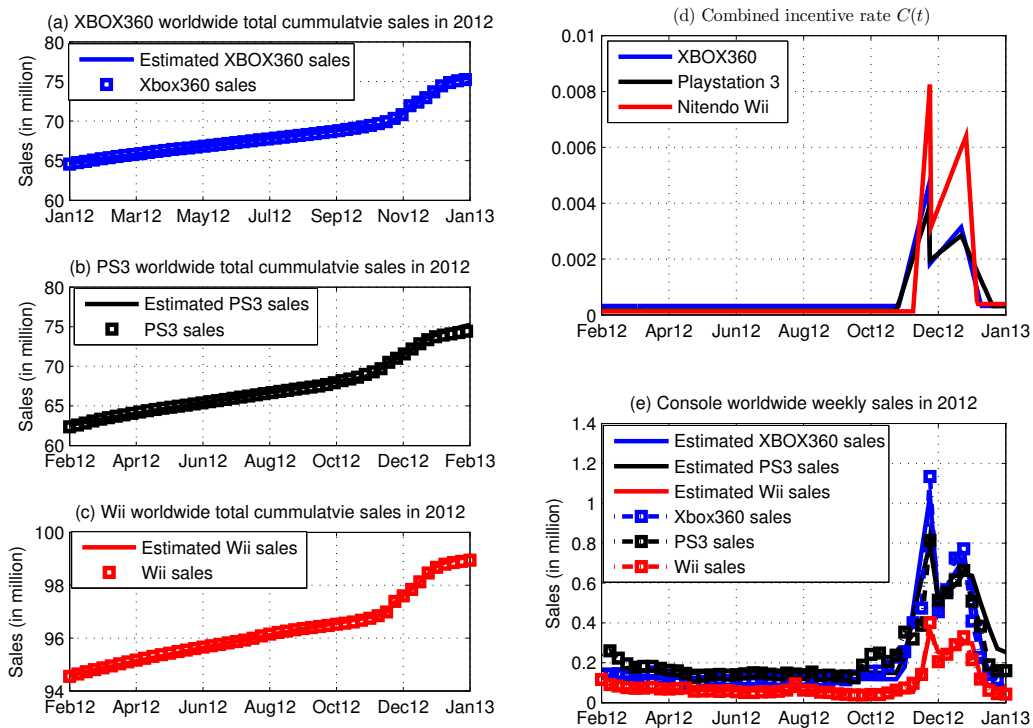 (a) XBOX360 worldwide total cummulatvie sales in 2012
80
75
70
65
60
Sales (in million)
Estimated XBOX360 sales
Xbox360 sales
Jan12 Mar12 May12 Jul12 Sep12 Nov12 Jan13
(b) PS3 worldwide total cummulatvie sales in 2012
80
75
70
65
60
Sales (in million)
Estimated PS3 sales
PS3 sales
Feb12 Apr12 Jun12 Aug12 Oct12 Dec12 Feb13
(c) Wii worldwide total cummulatvie sales in 2012
100
98
96
94
Sales (in million)
Estimated Wii sales
Wii sales
Feb12 Apr12 Jun12 Aug12 Oct12 Dec12 Jan13
(d) Combined incentive rate C(t)
0.01
0.008
0.006
0.004
0.002
0
XBOX360
Playstation 3
Nitendo Wii
Feb12 Apr12 Jun12 Aug12 Oct12 Dec12 Jan13
(e) Console worldwide weekly sales in 2012
1.4
1.2
1
0.8
0.6
0.4
0.2
0
Sales (in million)
Estimated XBOX360 sales
Estimated PS3 sales
Estimated Wii sales
Xbox360 sales
PS3 sales
Wii sales
Feb12 Apr12 Jun12 Aug12 Oct12 Dec12 Jan13